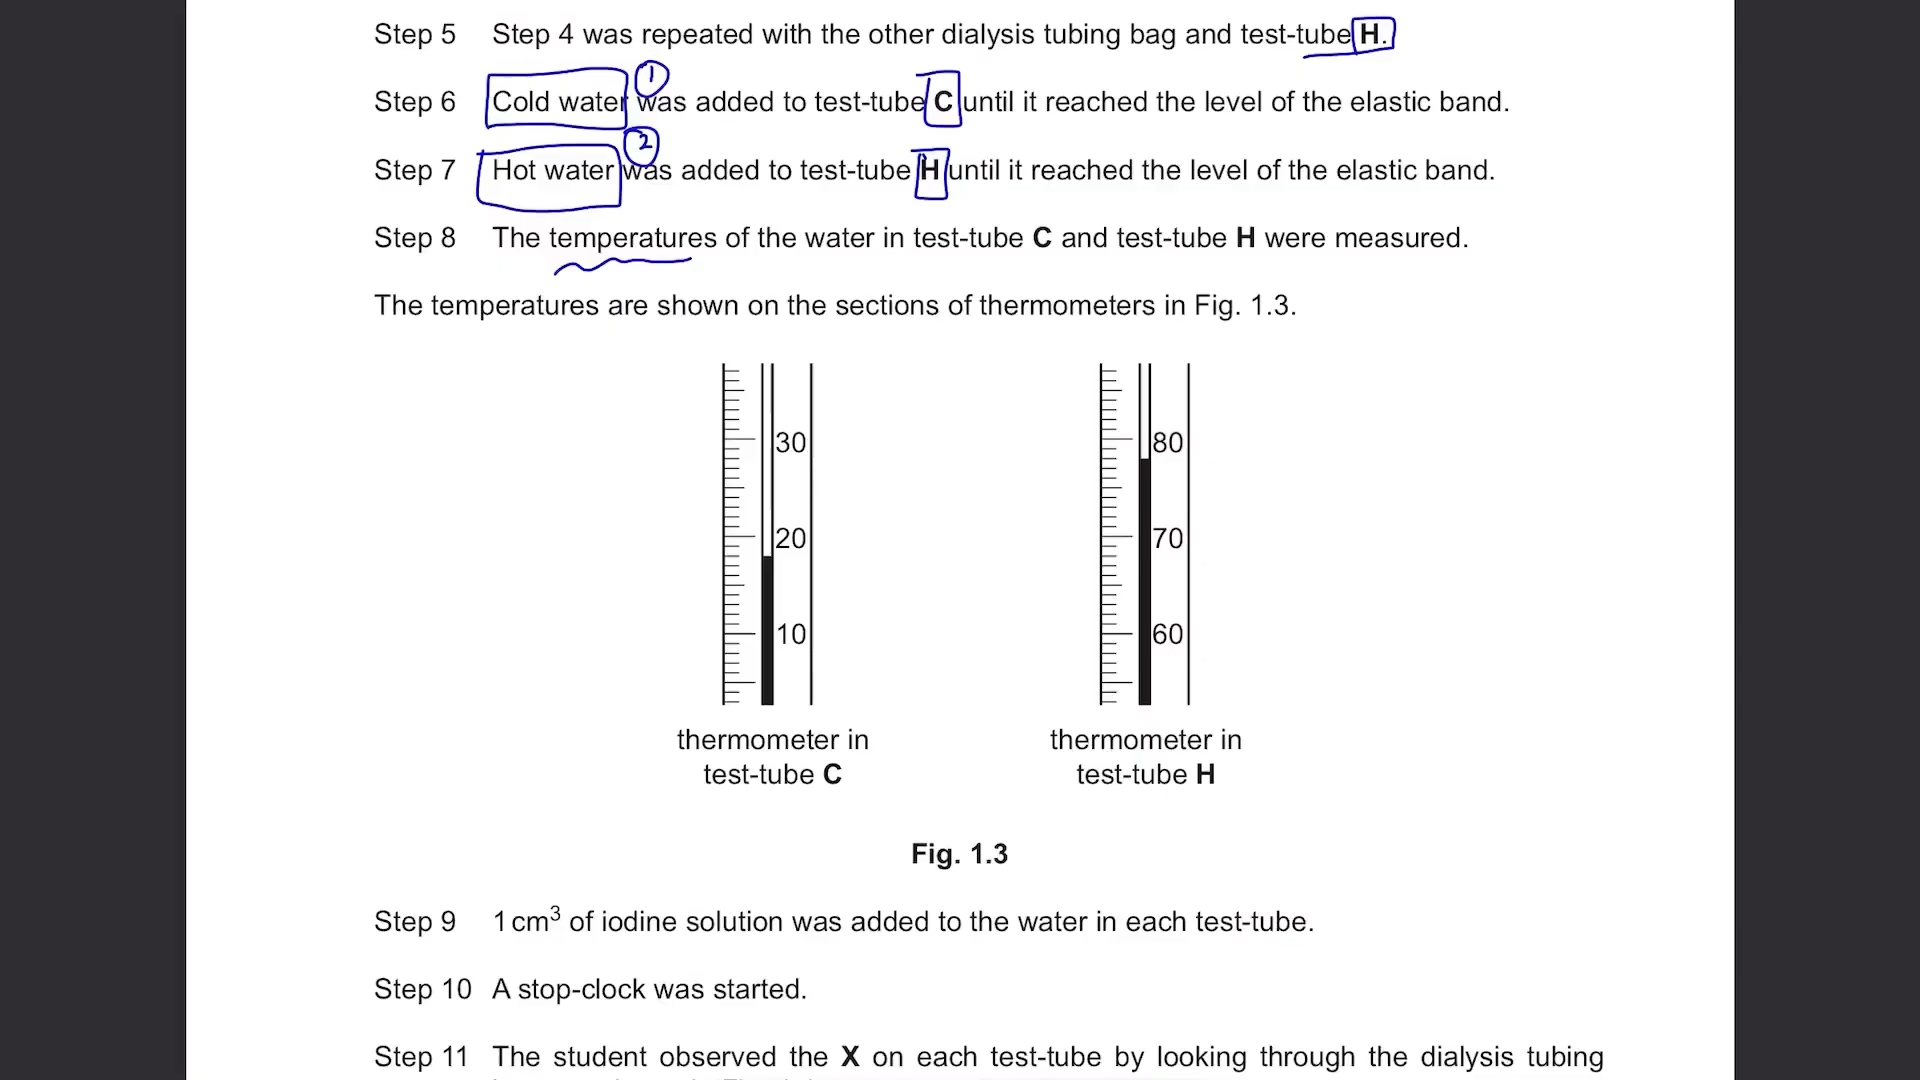 Step 5 Step 4 was repeated with the other dialysis tubing bag and test-tube H.
1
Step 6 Cold water was added to test-tube C until it reached the level of the elastic band.
2
Step 7 Hot water was added to test-tube H until it reached the level of the elastic band.
Step 8 The temperatures of the water in test-tube C and test-tube H were measured.
The temperatures are shown on the sections of thermometers in Fig. 1.3.
30 80
20 70
10 60
thermometer in thermometer in
test-tube C test-tube H
Fig. 1.3
Step 9 1 cm³ of iodine solution was added to the water in each test-tube.
Step 10 A stop-clock was started.
Step 11 The student observed the X on each test-tube by looking through the dialysis tubing